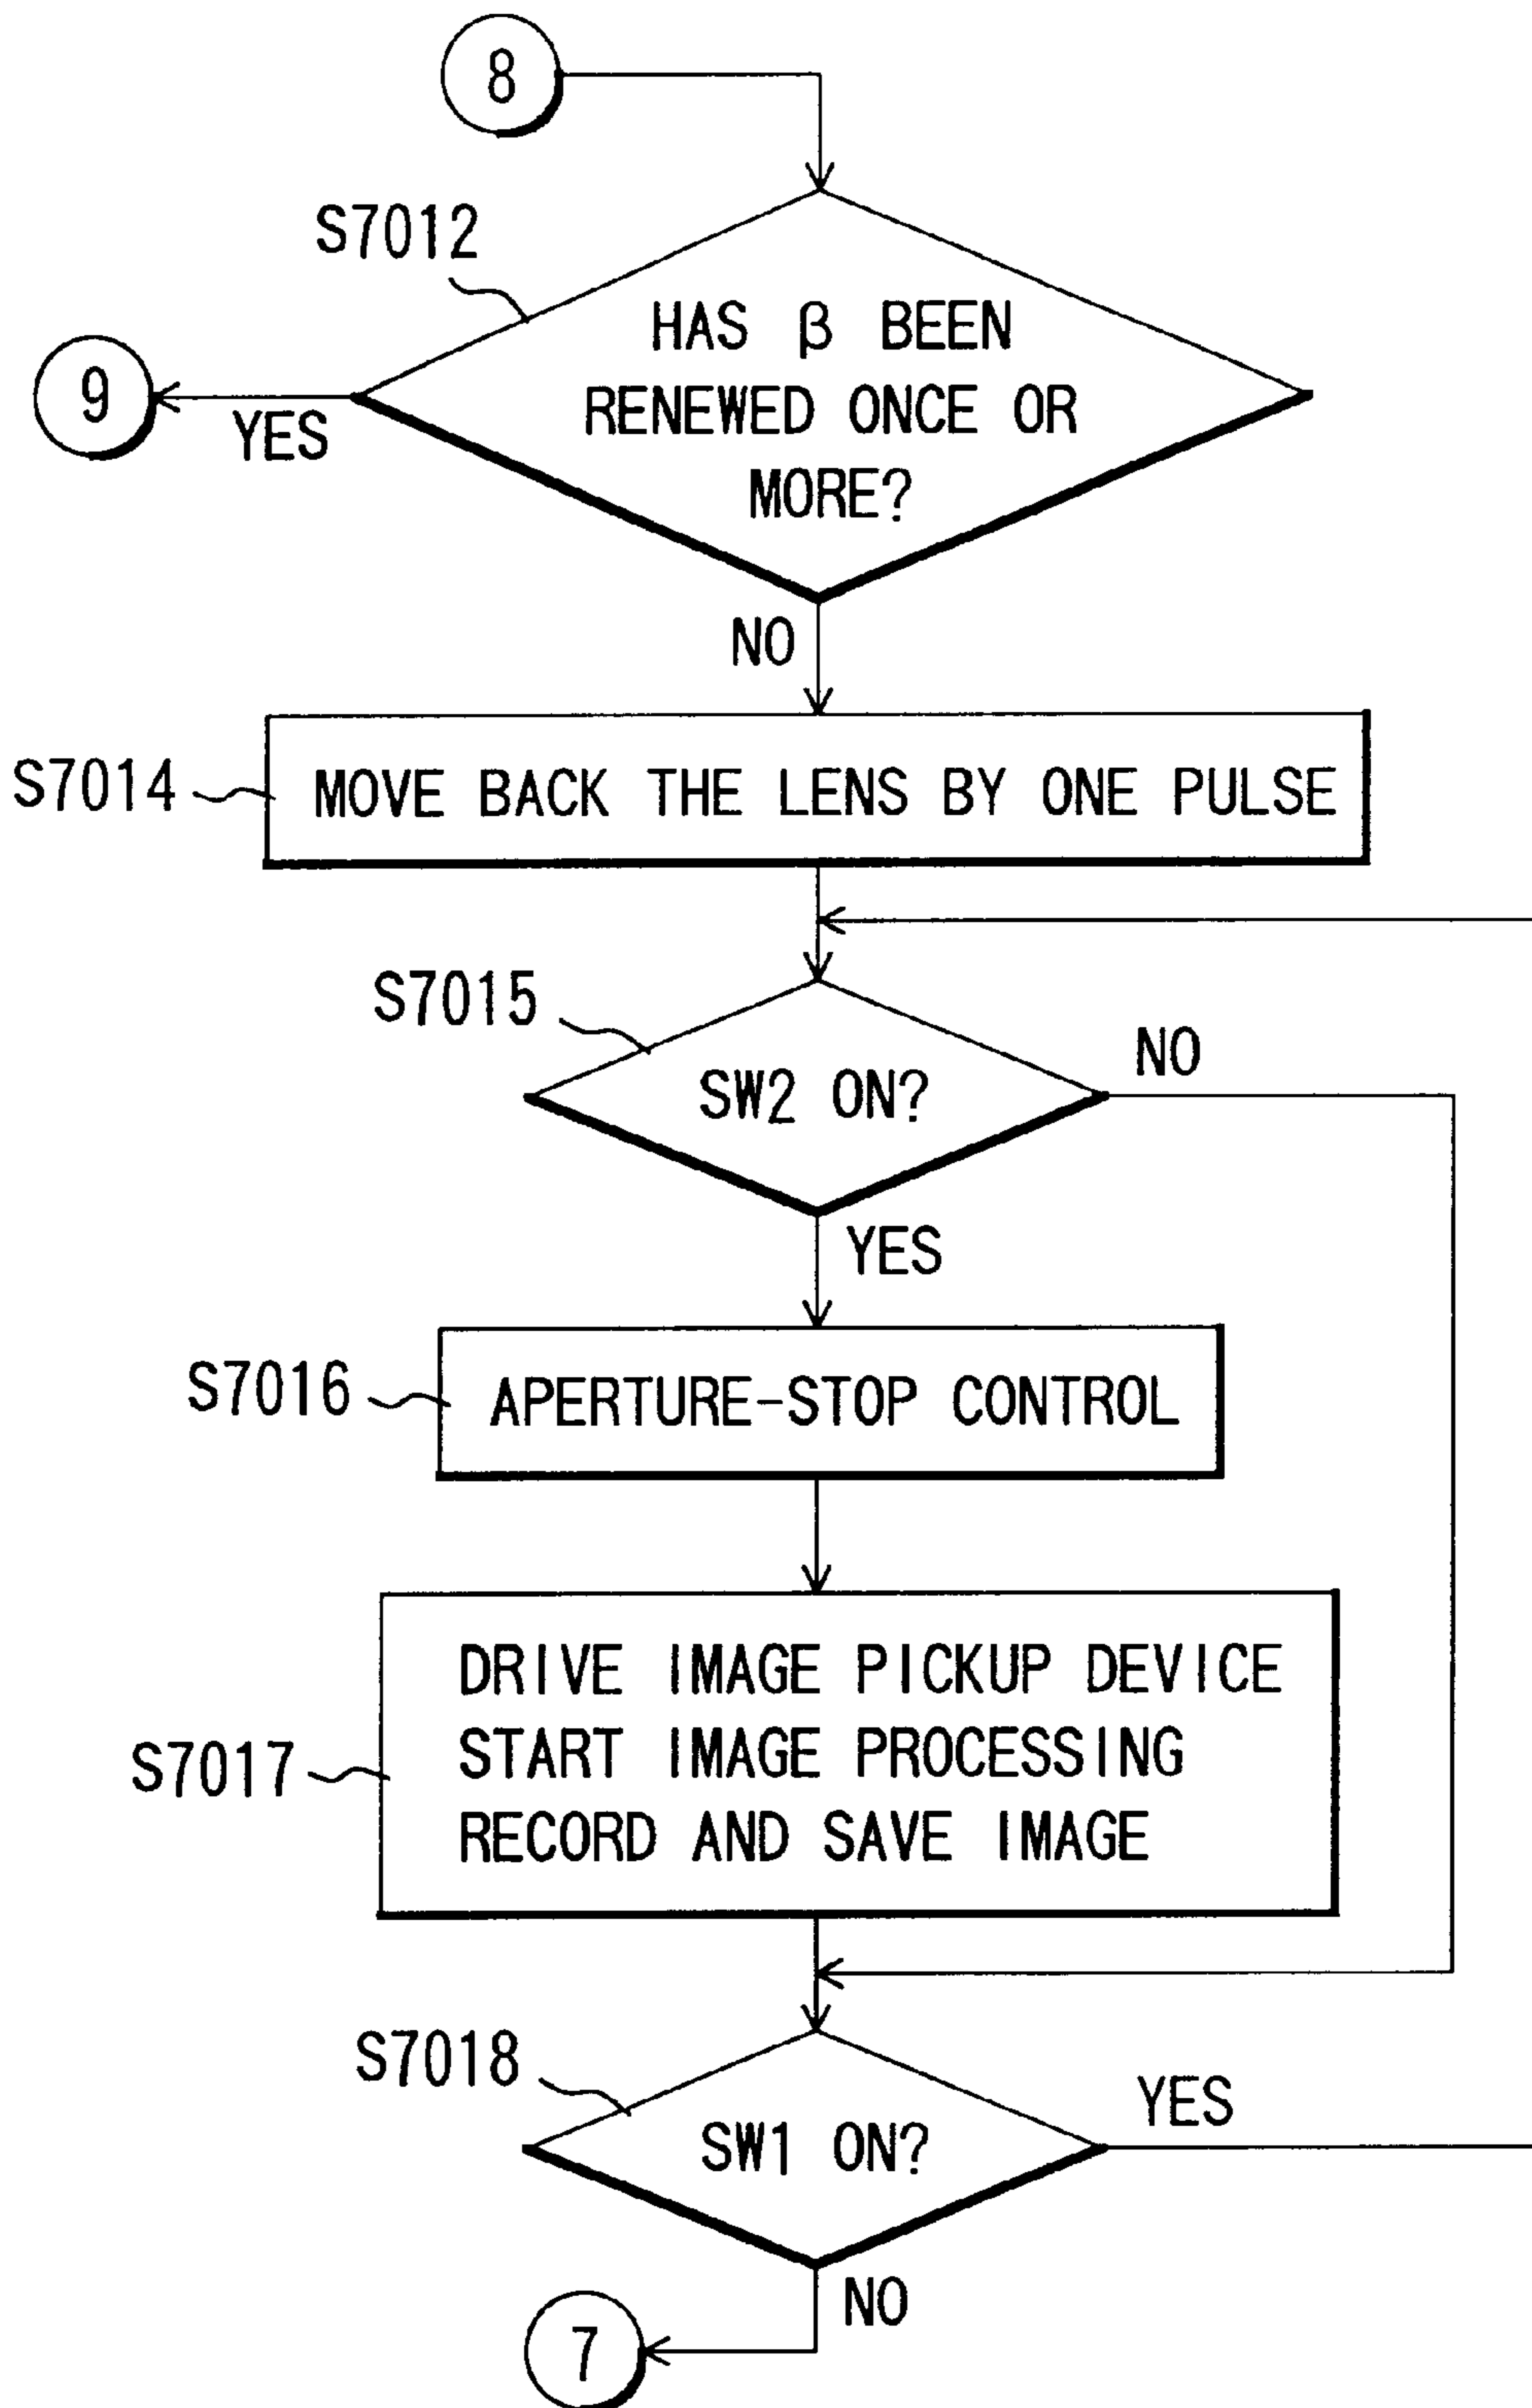 8
S7012
HAS β BEEN
RENEWED ONCE OR
MORE?
9
YES
NO
S7014
MOVE BACK THE LENS BY ONE PULSE
S7015
SW2 ON?
NO
YES
S7016
APERTURE-STOP CONTROL
S7017
DRIVE IMAGE PICKUP DEVICE
START IMAGE PROCESSING
RECORD AND SAVE IMAGE
S7018
SW1 ON?
YES
NO
7